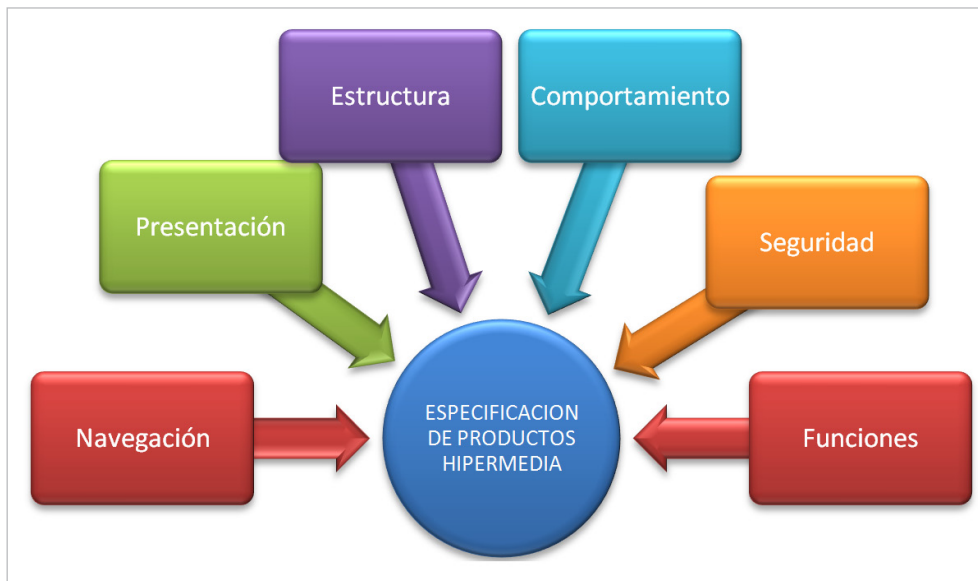 Estructura
Comportamiento
Presentación
Seguridad
Navegación
ESPECIFICACION
DE PRODUCTOS
HIPERMEDIA
Funciones